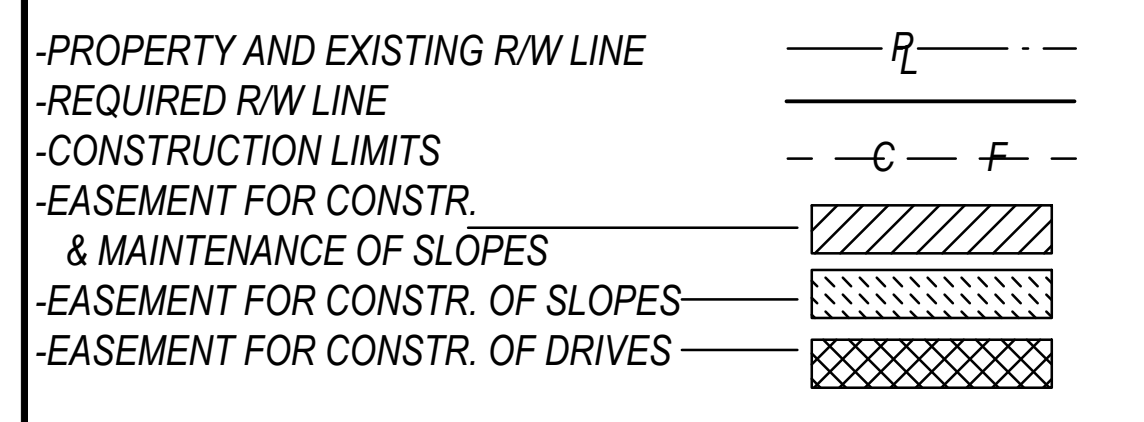 -PROPERTY AND EXISTING R/W LINE PL
-REQUIRED R/W LINE
-CONSTRUCTION LIMITS C F
-EASEMENT FOR CONSTR.
& MAINTENANCE OF SLOPES
-EASEMENT FOR CONSTR. OF SLOPES
-EASEMENT FOR CONSTR. OF DRIVES